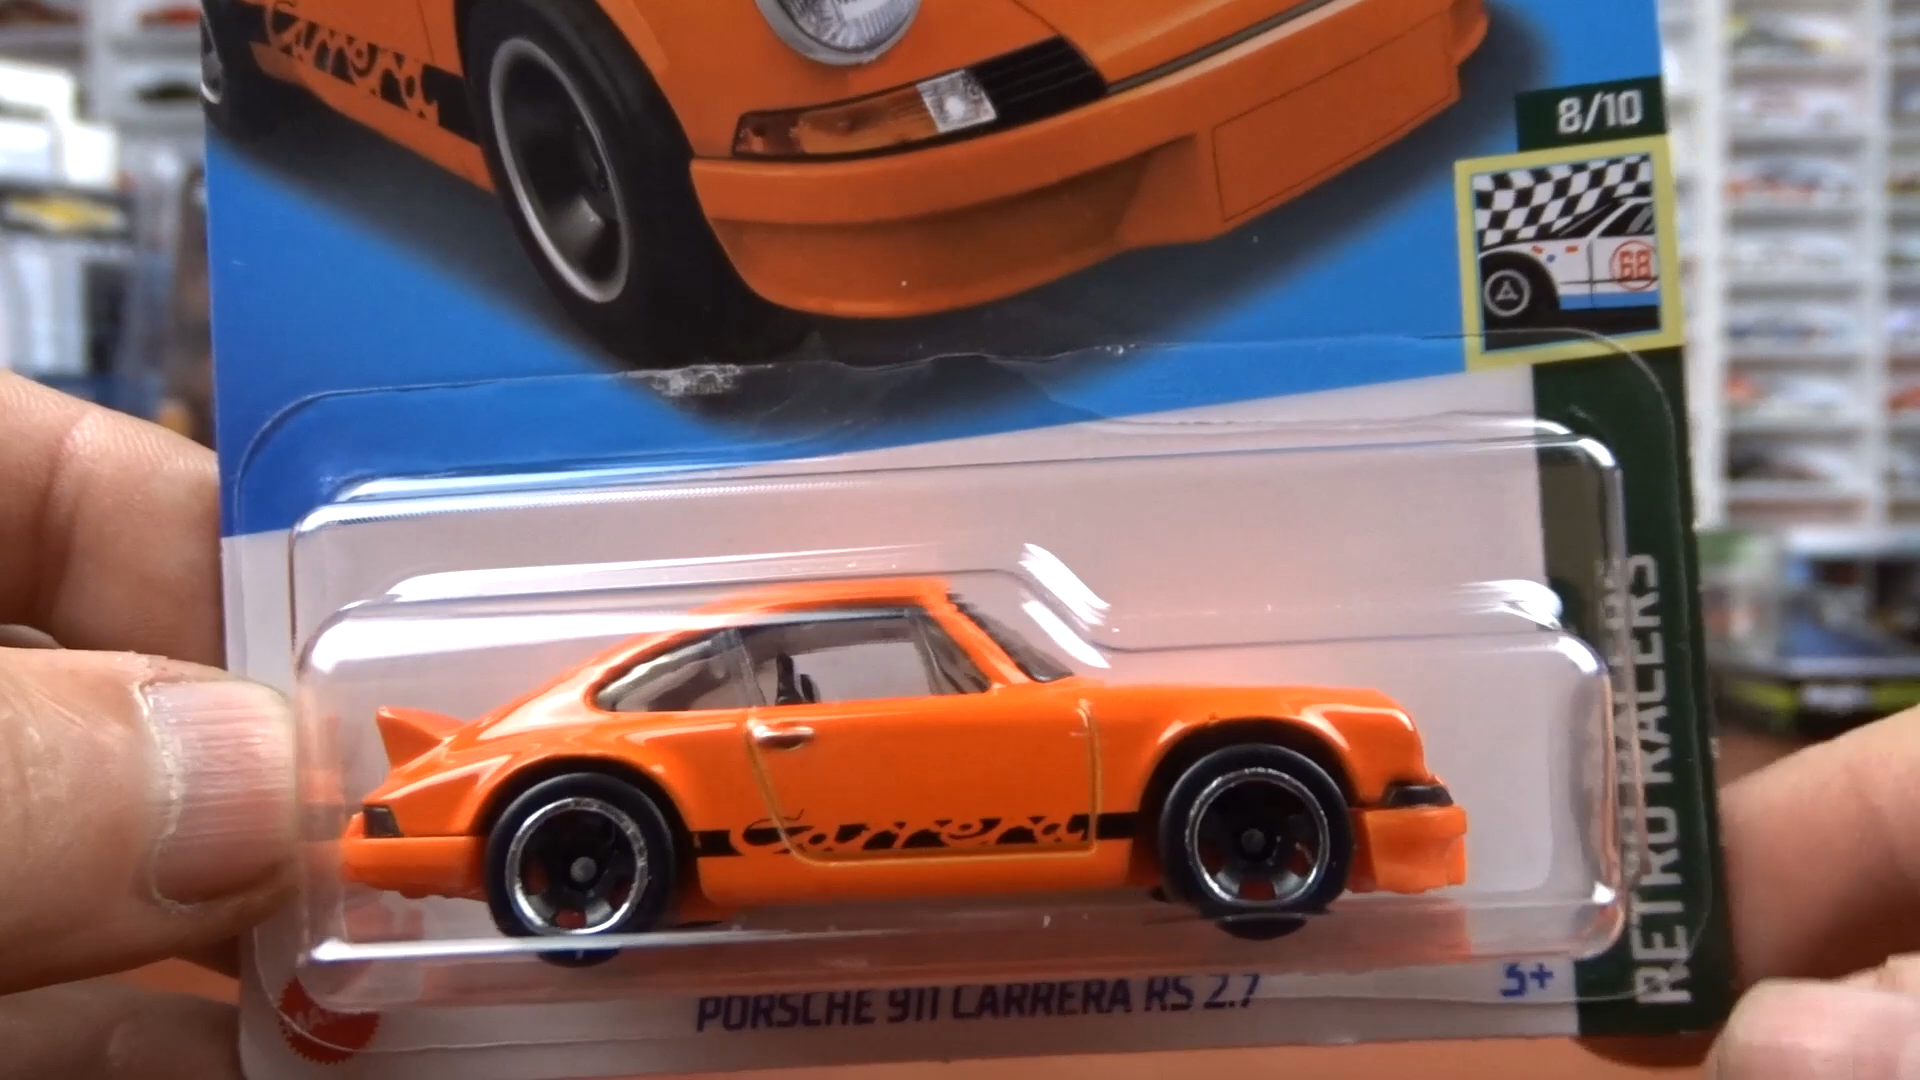 Carrera
8/10
68
RETRO RACERS
Carrera
PORSCHE 911 CARRERA RS 2.7
5+